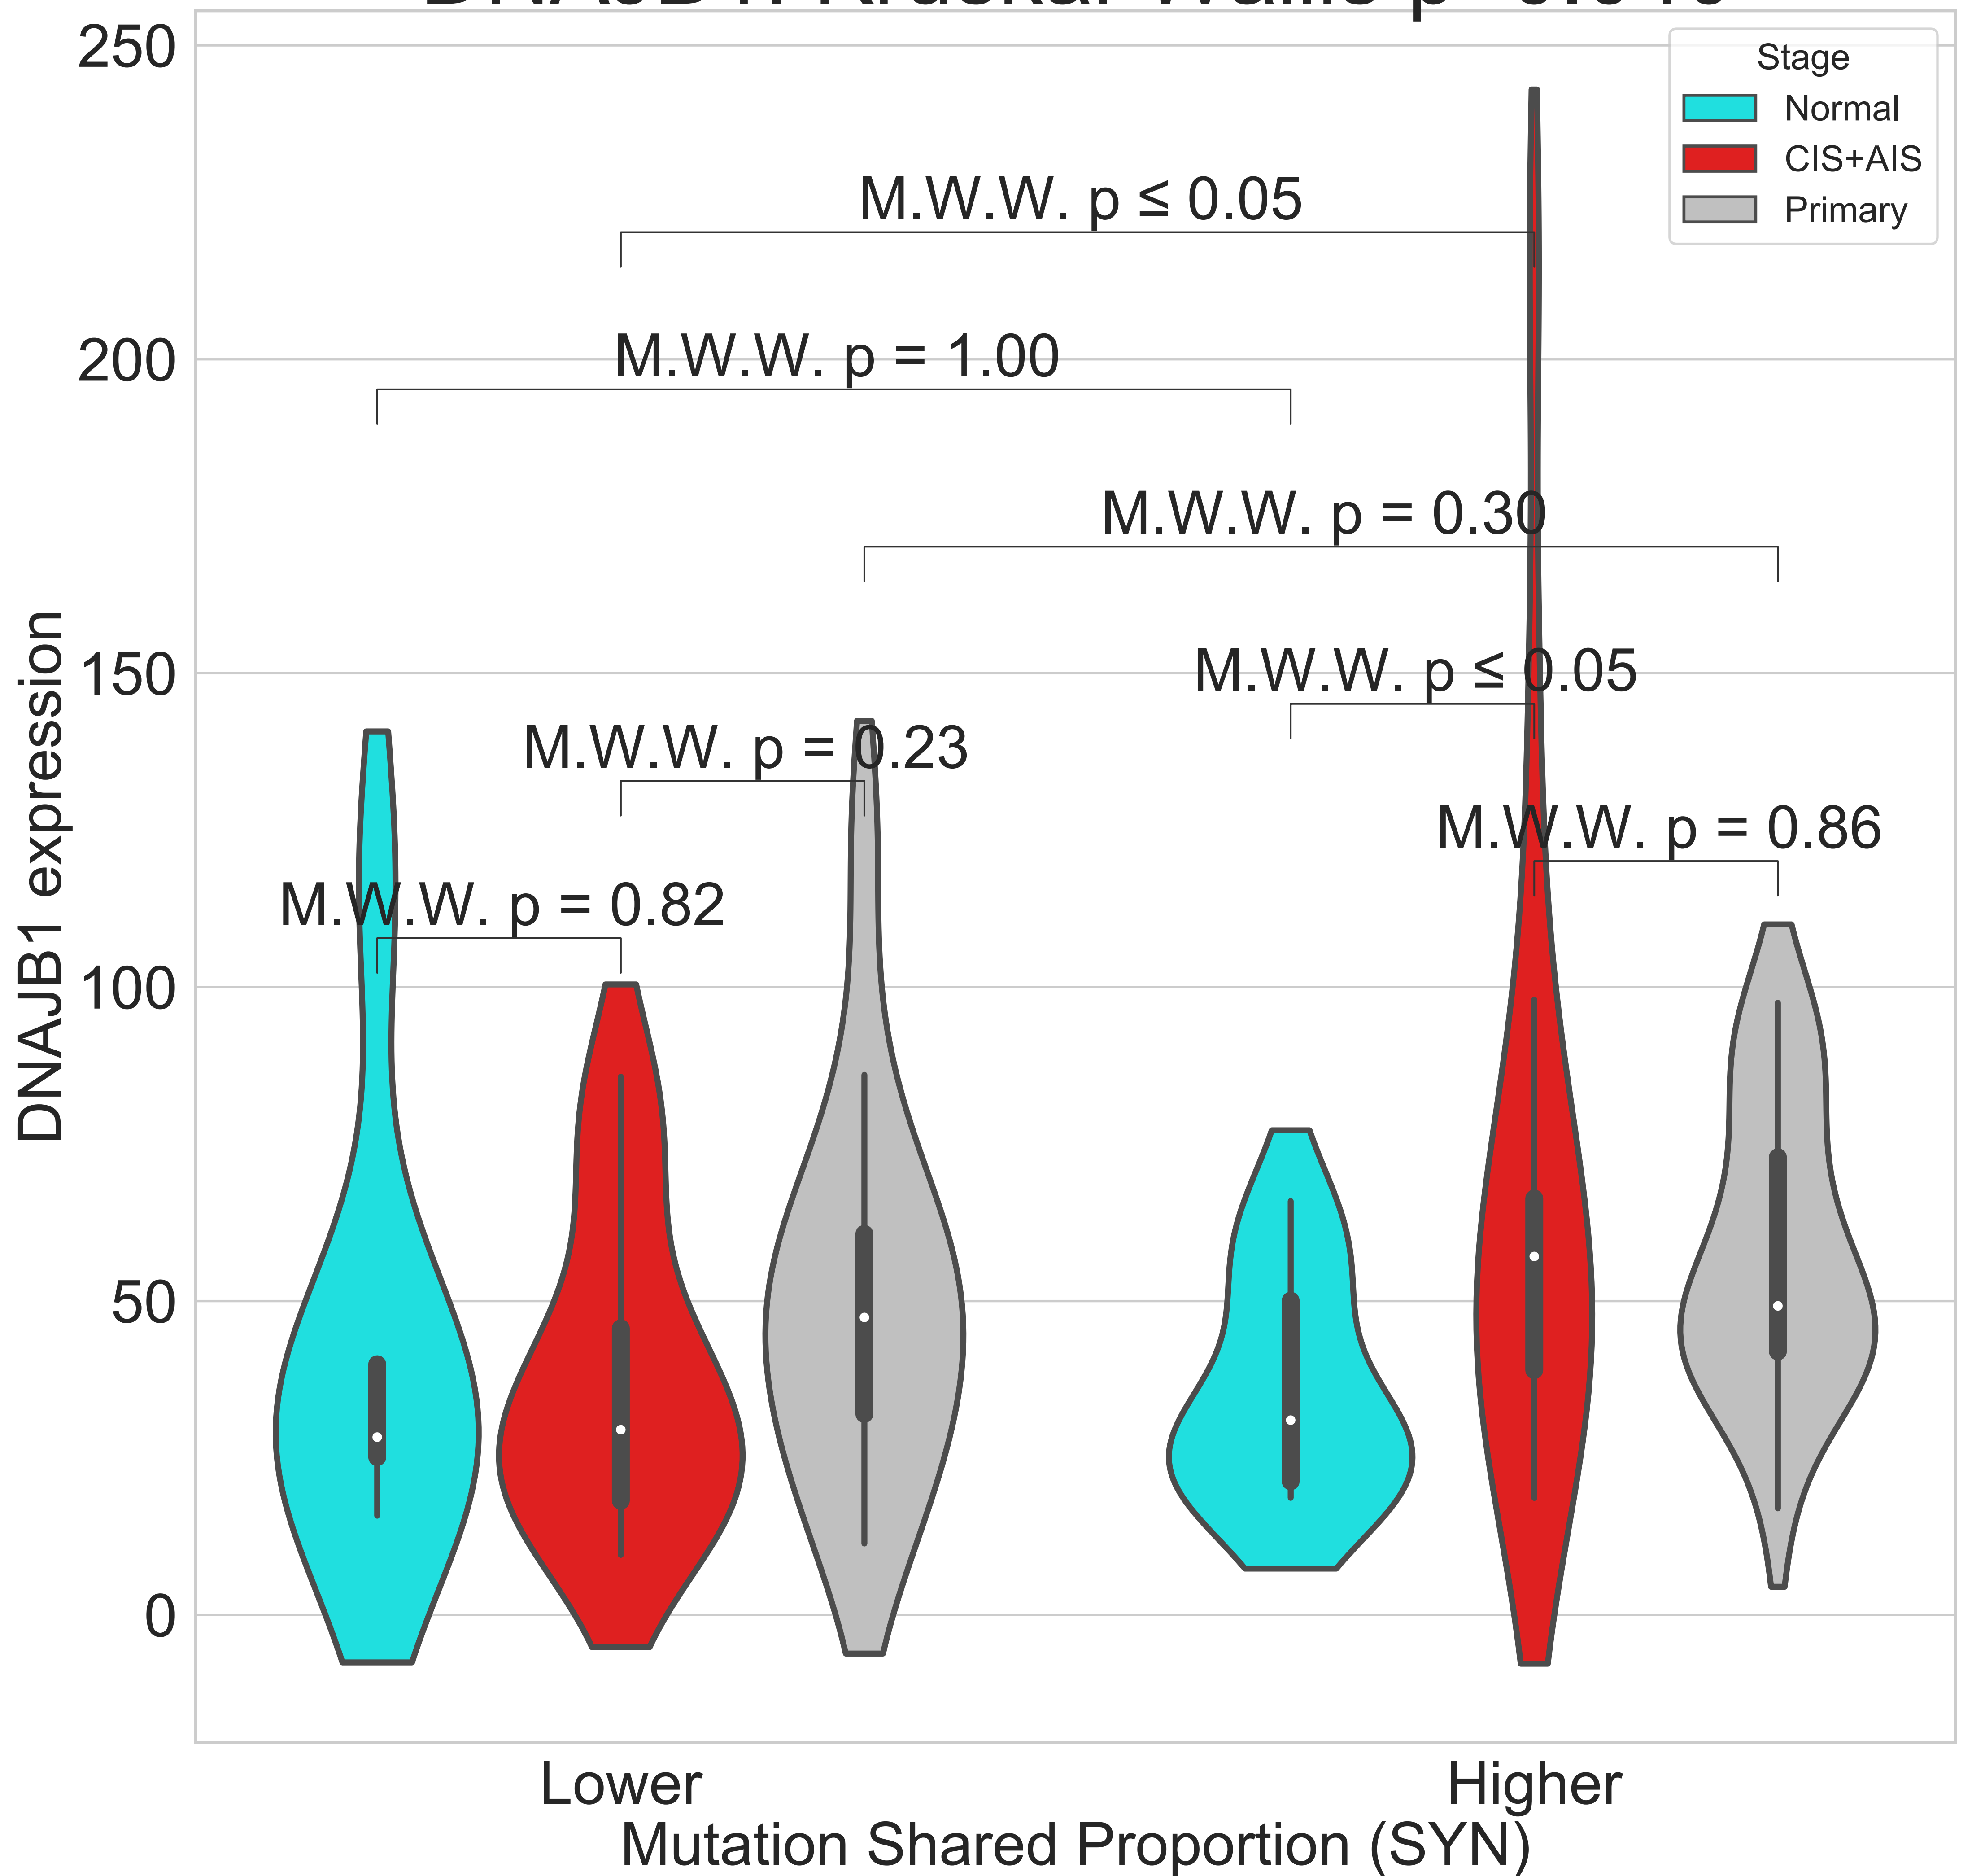 250
Stage
Normal
CIS+AIS
Primary
M.W.W. p ≤ 0.05
200
M.W.W. p = 1.00
M.W.W. p = 0.30
150
M.W.W. p ≤ 0.05
M.W.W. p = 0.23
M.W.W. p = 0.86
M.W.W. p = 0.82
100
50
0
DNAJB1 expression
Lower
Higher
Mutation Shared Proportion (SYN)